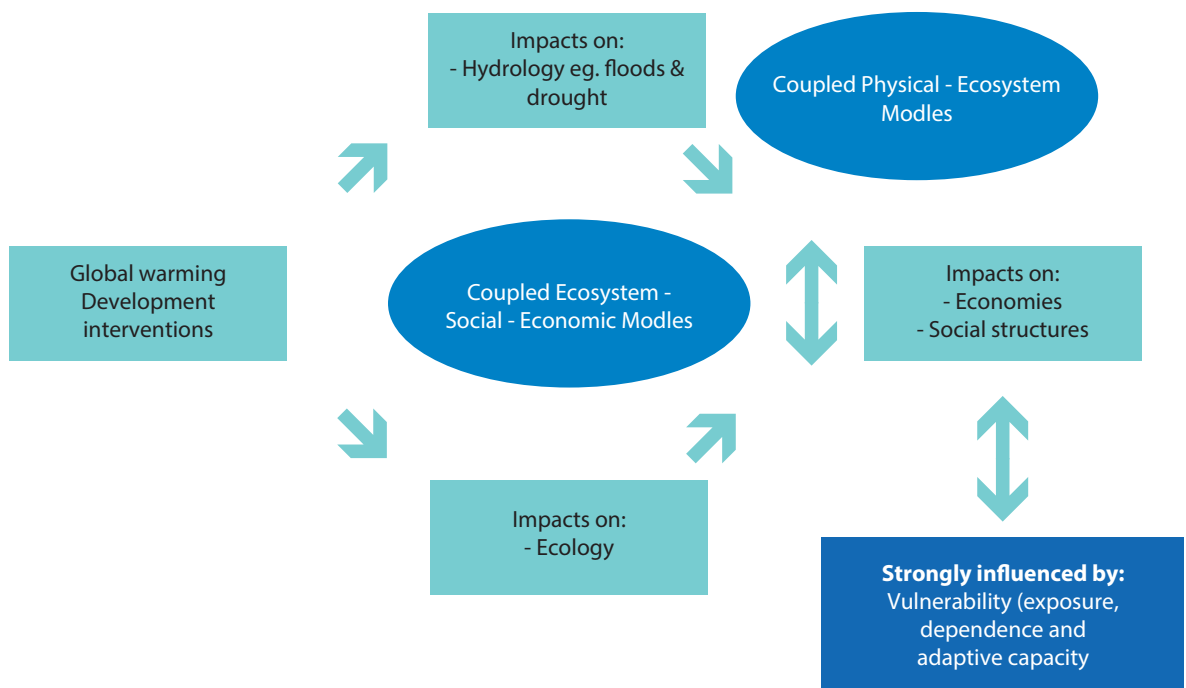 Impacts on:
- Hydrology eg. floods &
drought
Coupled Physical - Ecosystem
Modles
Global warming
Development
interventions
Coupled Ecosystem -
Social - Economic Modles
Impacts on:
- Economies
- Social structures
Impacts on:
- Ecology
Strongly influenced by:
Vulnerability (exposure,
dependence and
adaptive capacity